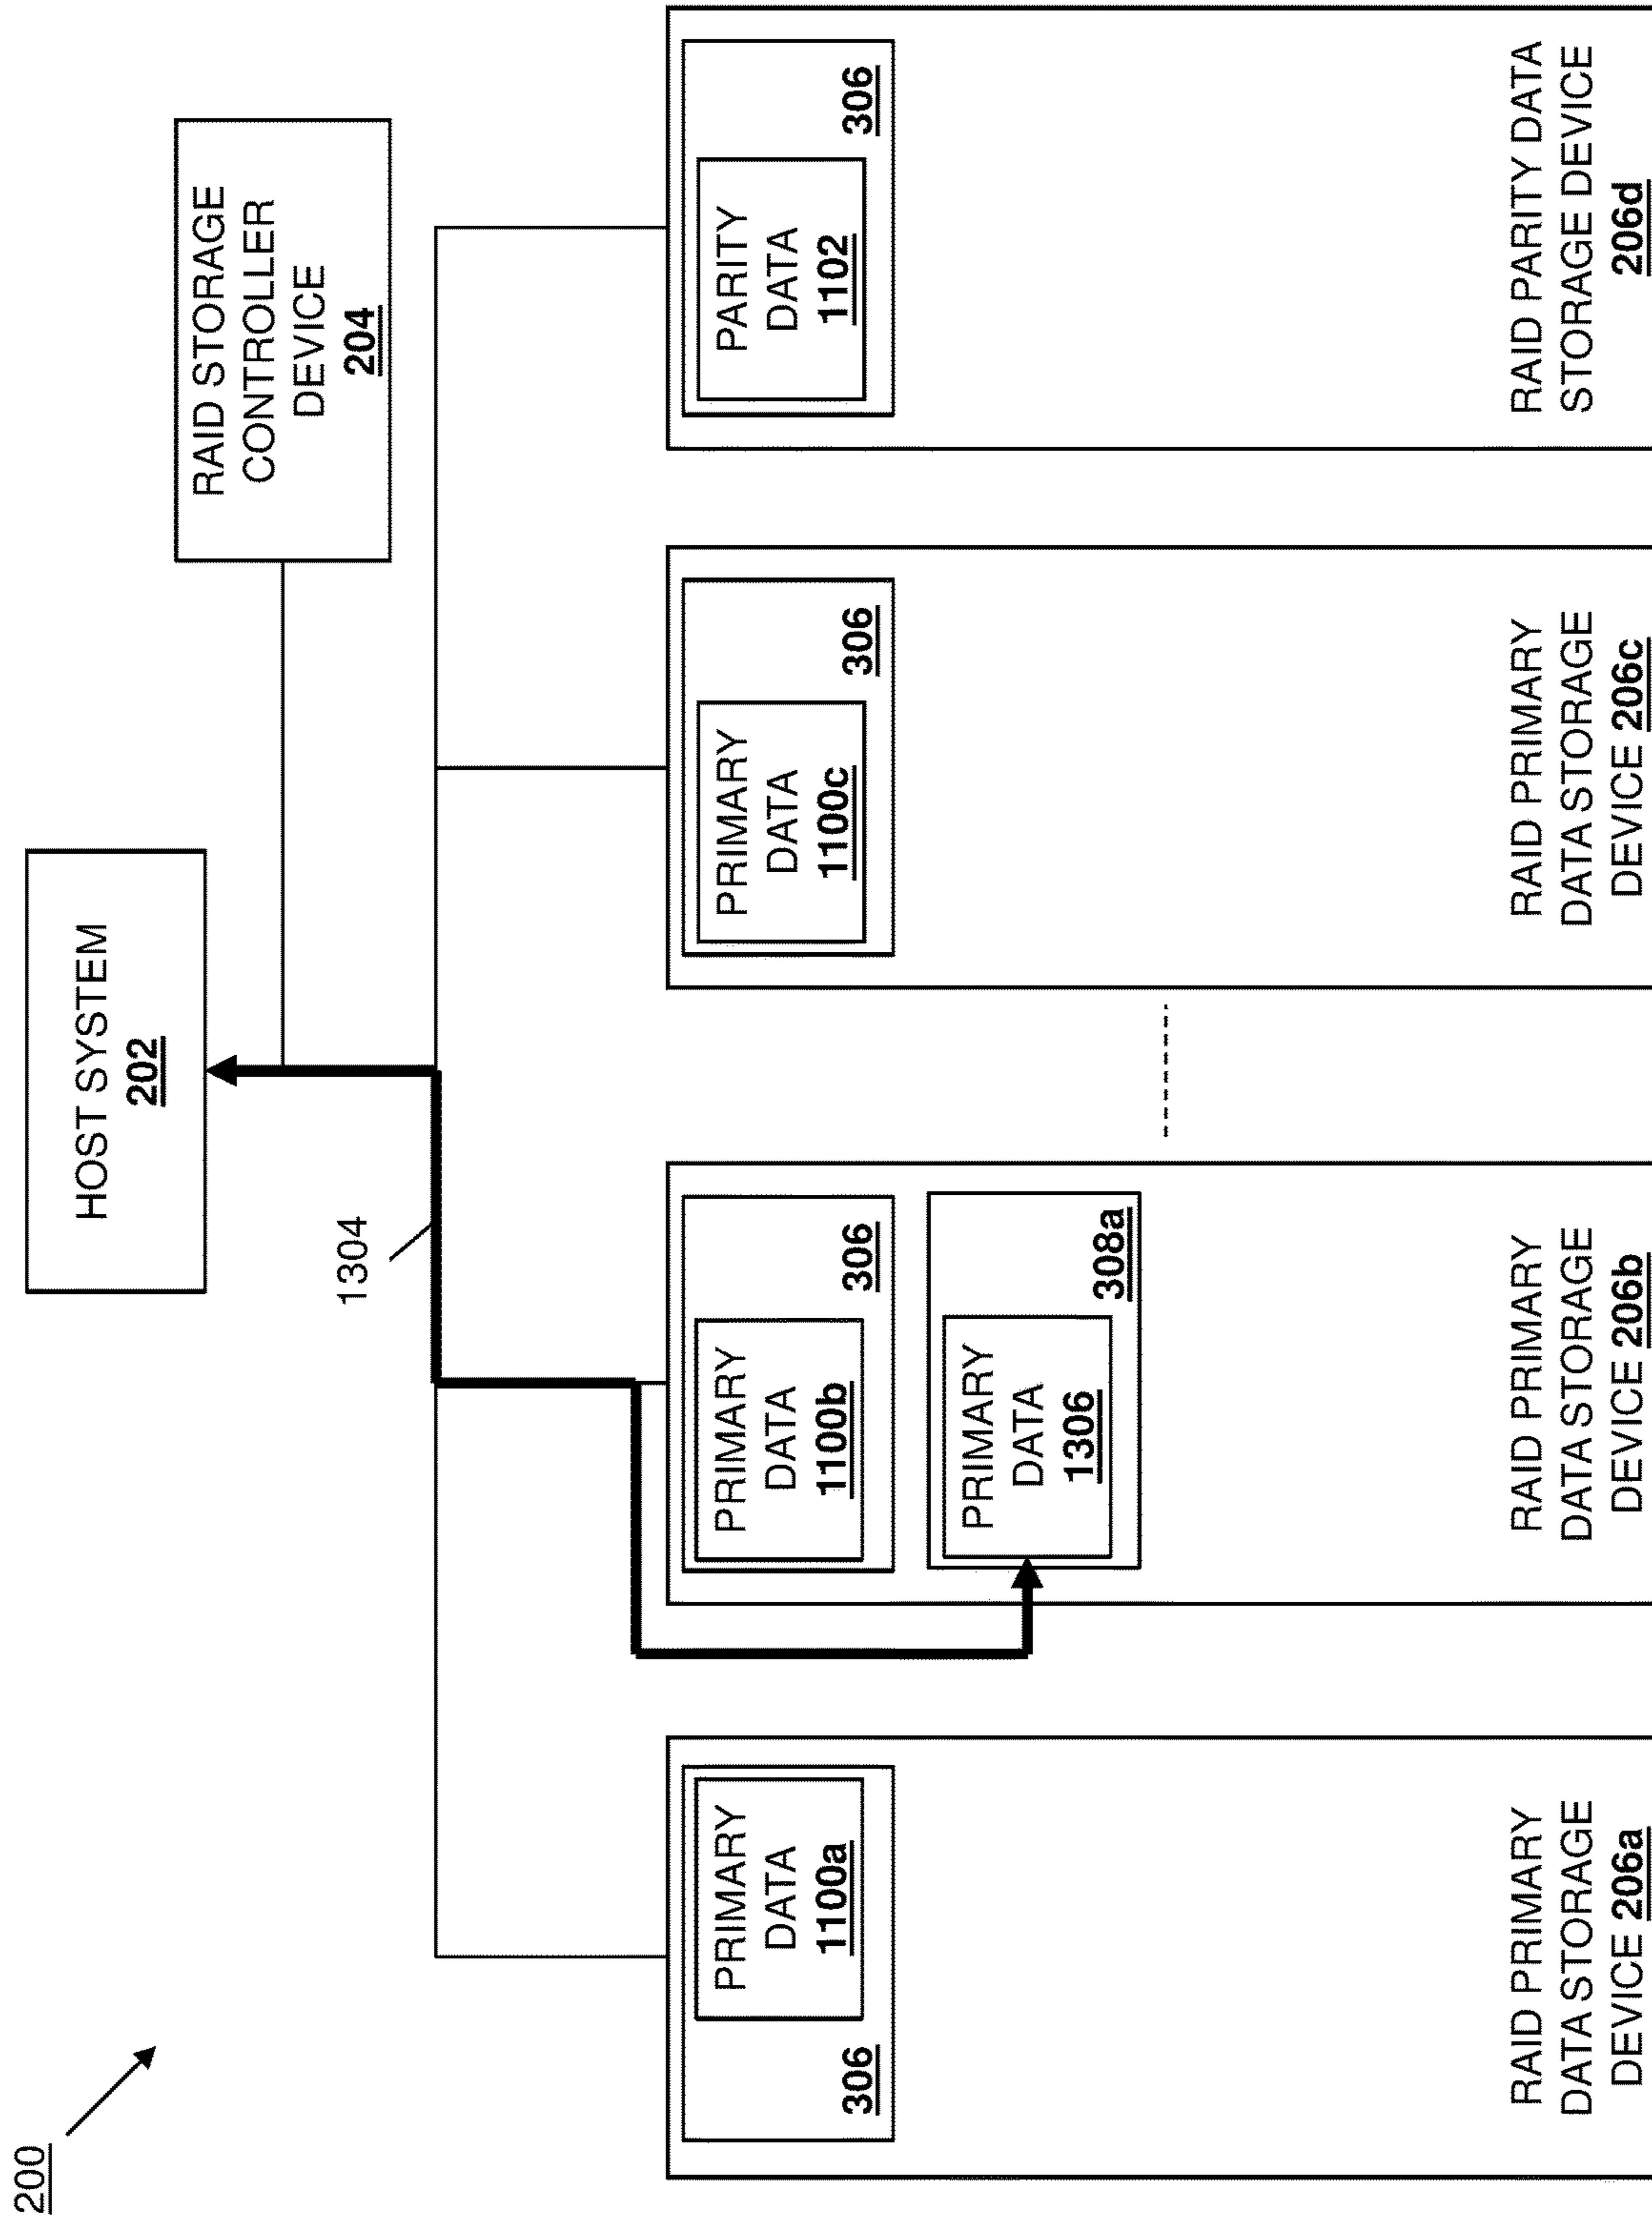 200
HOST SYSTEM
202
RAID STORAGE
CONTROLLER
DEVICE
204
1304
PRIMARY
DATA
1100a
306
PRIMARY
DATA
1100b
306
PRIMARY
DATA
1306
308a
PRIMARY
DATA
1100c
306
PARITY
DATA
1102
306
RAID PRIMARY
DATA STORAGE
DEVICE 206a
RAID PRIMARY
DATA STORAGE
DEVICE 206b
RAID PRIMARY
DATA STORAGE
DEVICE 206c
RAID PARITY DATA
STORAGE DEVICE
206d